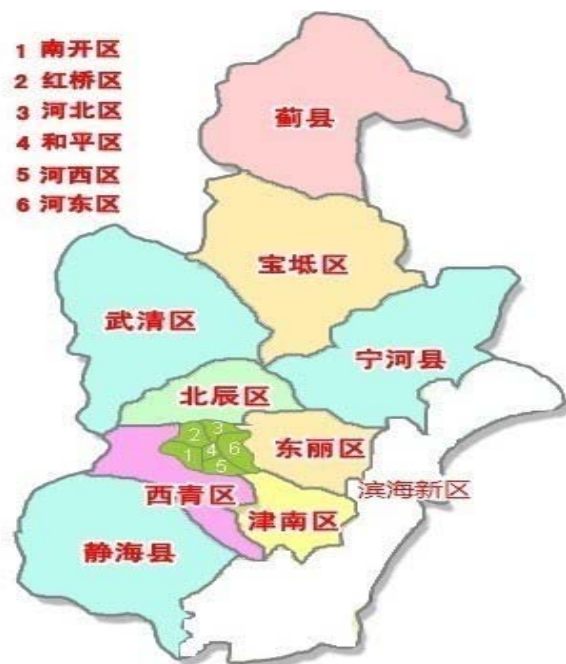 1 南开区
2 红桥区
3 河北区
4 和平区
5 河西区
6 河东区
蓟县
宝坻区
武清区
宁河县
北辰区
2 3
1 4 6
5
东丽区
西青区
滨海新区
津南区
静海县